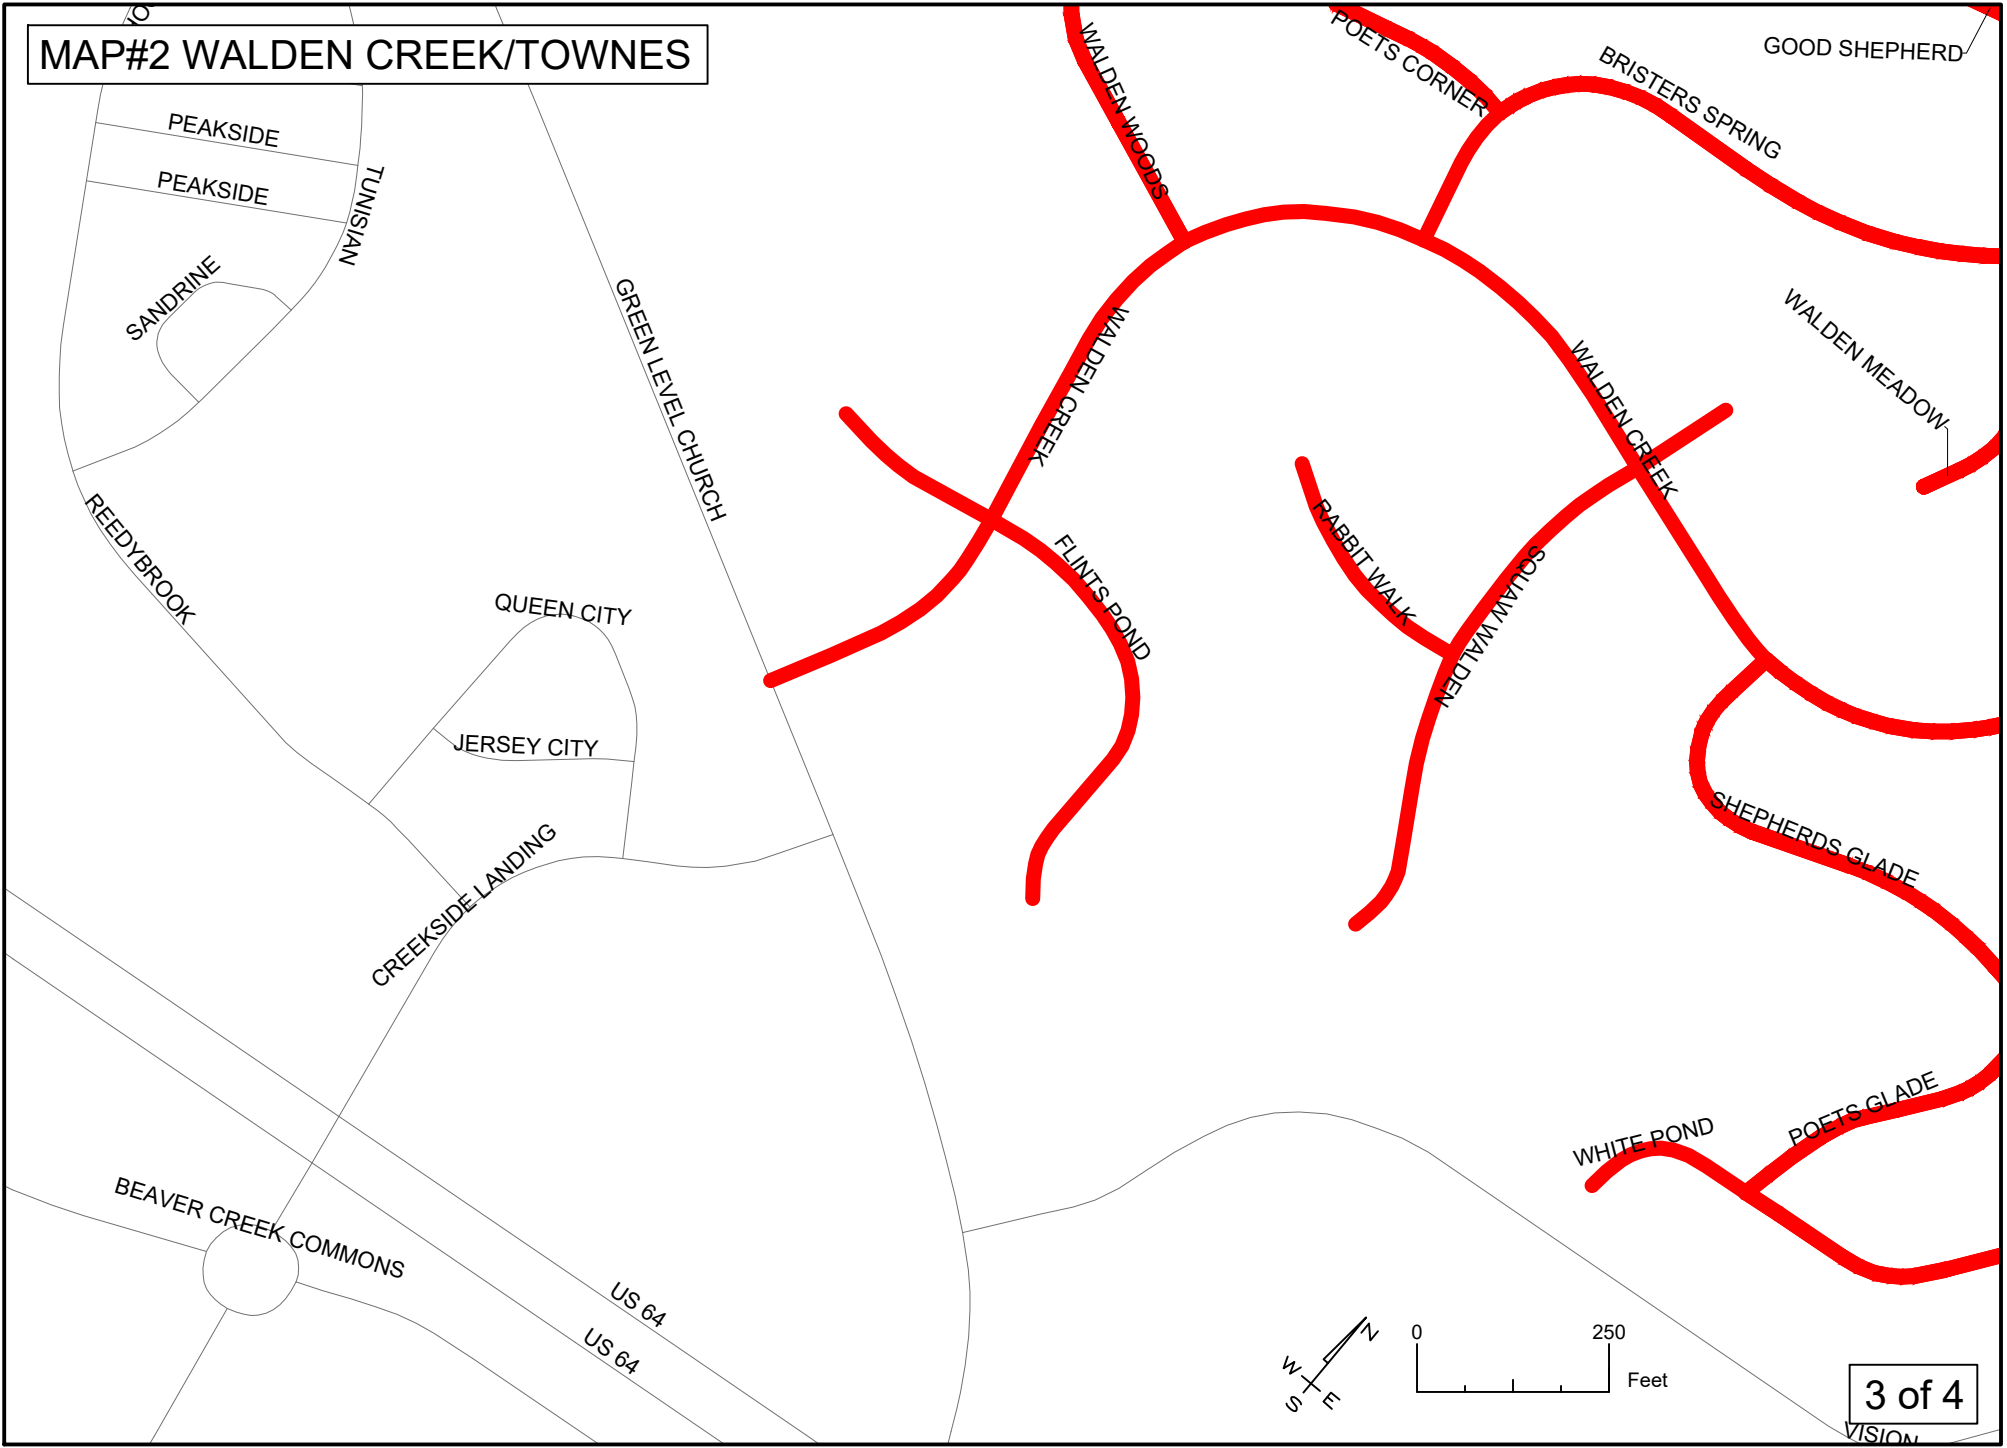 MAP#2 WALDEN CREEK/TOWNES
PEAKSIDE
PEAKSIDE
TUNISIAN
SANDRINE
REEDYBROOK
QUEEN CITY
JERSEY CITY
CREEKSIDE LANDING
GREEN LEVEL CHURCH
BEAVER CREEK COMMONS
US 64
US 64
WALDEN WOODS
POETS CORNER
BRISTERS SPRING
GOOD SHEPHERD
WALDEN CREEK
WALDEN CREEK
WALDEN MEADOW
FLINTS POND
RABBIT WALK
SQUAW WALDEN
SHEPHERDS GLADE
POETS GLADE
WHITE POND
N
W
E
S
0 250
Feet
3 of 4
VISION